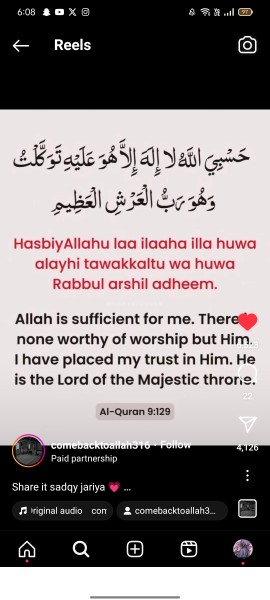 6:08
Reels
حَسْبِيَ اللَّهُ لَا إِلَهَ إِلَّا هُوَ عَلَيْهِ تَوَكَّلْتُ
وَهُوَ رَبُّ الْعَرْشِ الْعَظِيمِ
HasbiyAllahu laa ilaaha illa huwa
alayhi tawakkaltu wa huwa
Rabbul arshil adheem.
Allah is sufficient for me. There
none worthy of worship but Him.
I have placed my trust in Him. He
is the Lord of the Majestic throne.
22
Al-Quran 9:129
4,126
comebacktoallah316 · Follow
Paid partnership
Share it sadqy jariya ...
riginal audio com comebacktoallah3...